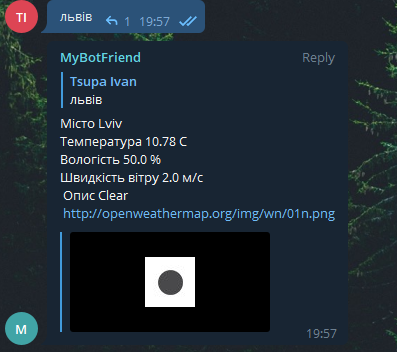 TI
львів
1 19:57
MyBotFriend Reply
Tsupa Ivan
львів
Місто Lviv
Температура 10.78 C
Вологість 50.0 %
Швидкість вітру 2.0 м/с
Опис Clear
http://openweathermap.org/img/wn/01n.png
M
19:57